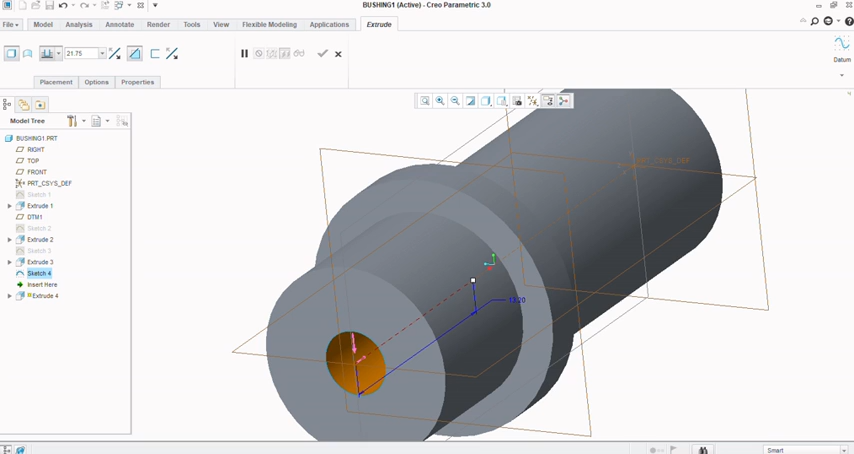 BUSHING1 (Active) - Creo Parametric 3.0
File Model Analysis Annotate Render Tools View Flexible Modeling Applications Extrude
21.75
Datum
Placement Options Properties
Model Tree
BUSHING1.PRT
RIGHT
TOP
FRONT
PRT_CSYS_DEF
Sketch 1
Extrude 1
DTM1
Sketch 2
Extrude 2
Sketch 3
Extrude 3
Sketch 4
Insert Here
Extrude 4
PRT_CSYS_DEF
Smart